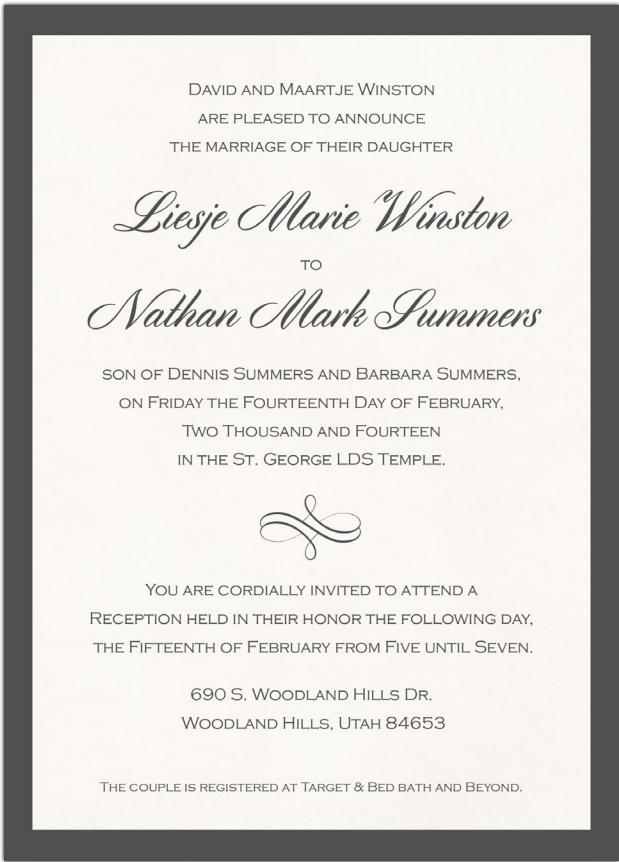 David and Maartje Winston
are pleased to announce
the marriage of their daughter
Liesje Marie Winston
to
Nathan Mark Summers
son of Dennis Summers and Barbara Summers,
on Friday the Fourteenth Day of February,
Two Thousand and Fourteen
in the St. George LDS Temple.
You are cordially invited to attend a
Reception held in their honor the following day,
the Fifteenth of February from Five until Seven.
690 S. Woodland Hills Dr.
Woodland Hills, Utah 84653
The couple is registered at Target & Bed bath and Beyond.